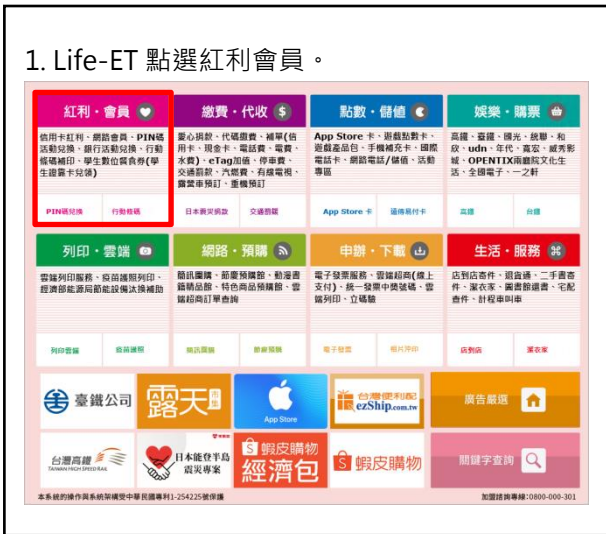 1. Life-ET 點選紅利會員。
紅利·會員
信用卡紅利、網路會員、PIN碼
活動兌換、銀行活動兌換、行動
條碼補印、學生數位質食券(學
生證靠卡兌領)
PIN碼兌換 行動條碼
繳費·代收
愛心捐款、代碼繳費、補單(信
用卡、現金卡、電話費、電費、
水費)、eTag加值、停車費、
交通罰款、汽燃費、有線電視、
露營車預訂、重機預訂
日本震災捐款 交通罰鍰
點數·儲值
App Store 卡、遊戲點數卡、
遊戲產品包、手機補充卡、國際
電話卡、網路電話/儲值、活動
專區
App Store 卡 遠傳易付卡
娛樂·購票
高鐵、臺鐵、國光、統聯、和
欣、udn、年代、寬宏、威秀影
城、OPENTIX兩廳院文化生
活、全國電子、一之軒
高鐵 台鐵
列印·雲端
雲端列印服務、疫苗護照列印、
經濟部能源局節能設備汰換補助
列印雲端 疫苗護照
網路·預購
簡訊團購、節慶預購館、動漫書
籍精品館、特色商品預購館、雲
端超商訂單查詢
簡訊團購 節慶預購
申辦·下載
電子發票服務、雲端超商(線上
支付)、統一發票中獎號碼、雲
端列印、立碼驗
電子發票 相片沖印
生活·服務
店到店寄件、退貨通、二手書寄
件、潔衣家、圖書館還書、宅配
查件、計程車叫車
店到店 潔衣家
臺鐵公司
露天
市集
App Store
台灣便利配
ezShip.com.tw
廣告嚴選
台灣高鐵
TAIWAN HIGH SPEED RAIL
日本能登半島
震災專案
蝦皮購物
經濟包
蝦皮購物
關鍵字查詢
本系統的操作與系統架構受中華民國專利1-254225號保護
加盟諮詢專線:0800-000-301